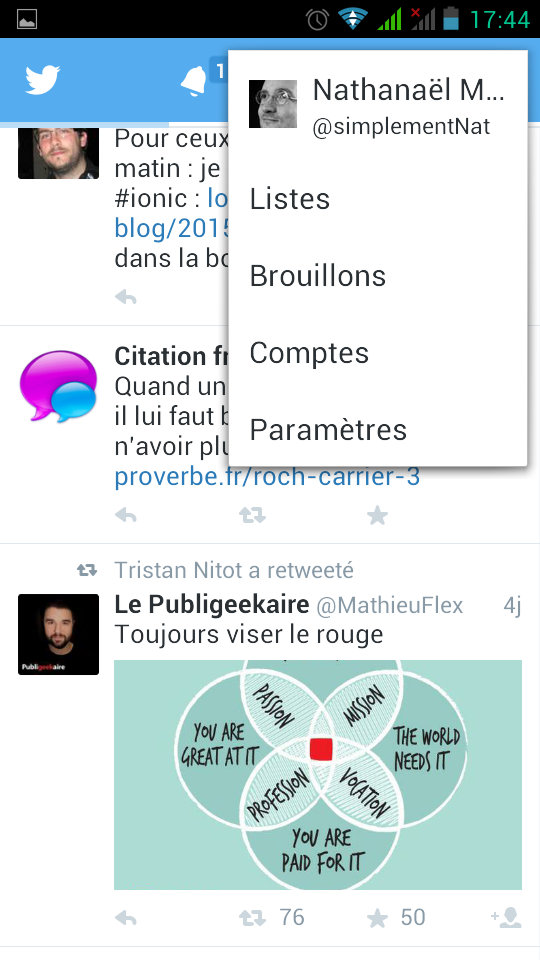 17:44
1
Nathanaël M...
@simplementNat
Listes
Brouillons
Comptes
Paramètres
Pour ceux
matin : je
#ionic : lo
blog/2015
dans la bo
Citation fr
Quand un
il lui faut b
n'avoir plu
proverbe.fr/roch-carrier-3
Tristan Nitot a retweeté
Le Publigeekaire @MathieuFlex 4j
Toujours viser le rouge
Publigeekaire
PASSION
MISSION
YOU ARE
GREAT AT IT
THE WORLD
NEEDS IT
PROFESSION
VOCATION
YOU ARE
PAID FOR IT
76
50